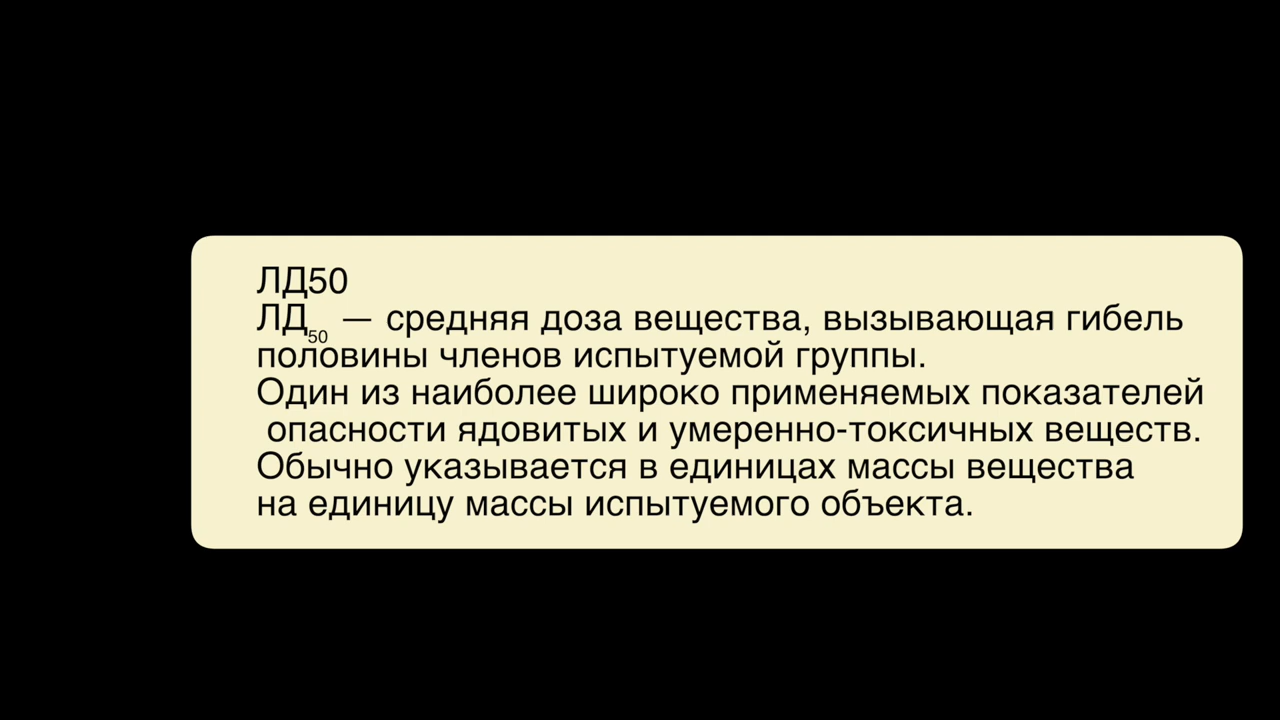 ЛД50
ЛД₅₀ — средняя доза вещества, вызывающая гибель
половины членов испытуемой группы.
Один из наиболее широко применяемых показателей
опасности ядовитых и умеренно-токсичных веществ.
Обычно указывается в единицах массы вещества
на единицу массы испытуемого объекта.